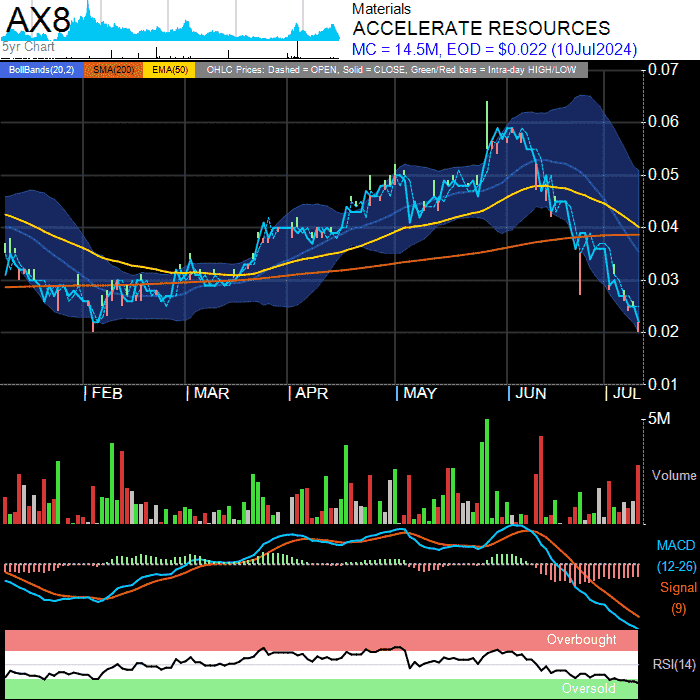 AX8
5yr Chart
Materials
ACCELERATE RESOURCES
MC = 14.5M, EOD = $0.022 (10Jul2024)
BollBands(20,2) SMA(200) EMA(50) OHLC Prices: Dashed = OPEN, Solid = CLOSE, Green/Red bars = Intra-day HIGH/LOW
0.07
0.06
0.05
0.04
0.03
0.02
0.01
| FEB | MAR | APR | MAY | JUN | JUL
5M
Volume
MACD
(12-26)
Signal
(9)
Overbought
RSI(14)
Oversold